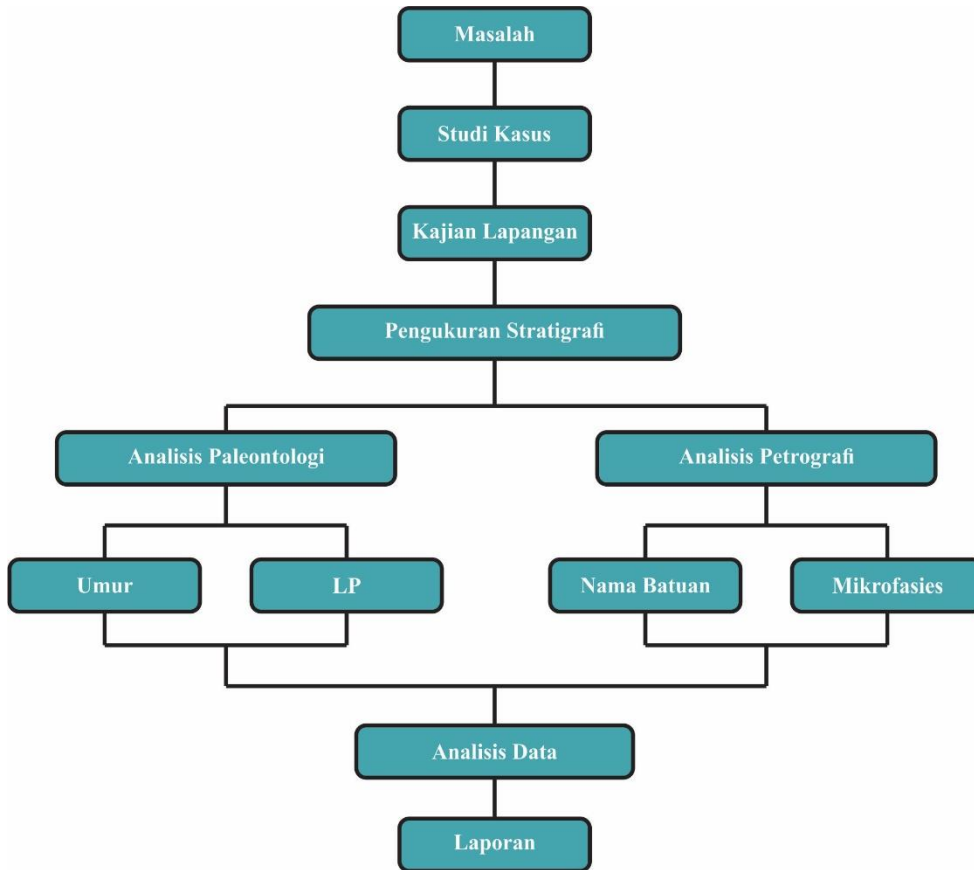 Masalah
Studi Kasus
Kajian Lapangan
Pengukuran Stratigrafi
Analisis Paleontologi
Analisis Petrografi
Umur
LP
Nama Batuan
Mikrofasies
Analisis Data
Laporan